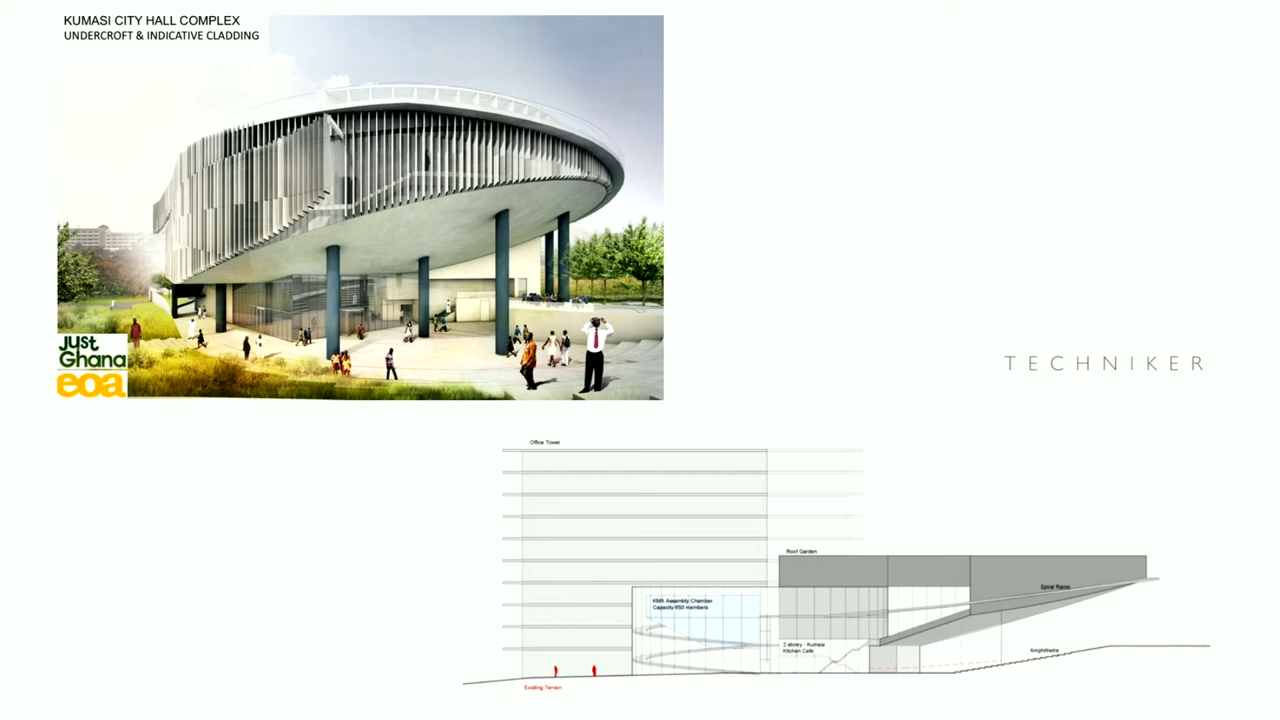 KUMASI CITY HALL COMPLEX
UNDERCROFT & INDICATIVE CLADDING
Just
Ghana
eoa
TECHNIKER
Office Tower
Roof Garden
Spiral Ramp
KMA Assembly Chamber
Capacity 850 members
2 storey - Kumasi
Kitchen Cafe
Amphitheatre
Existing Terrain